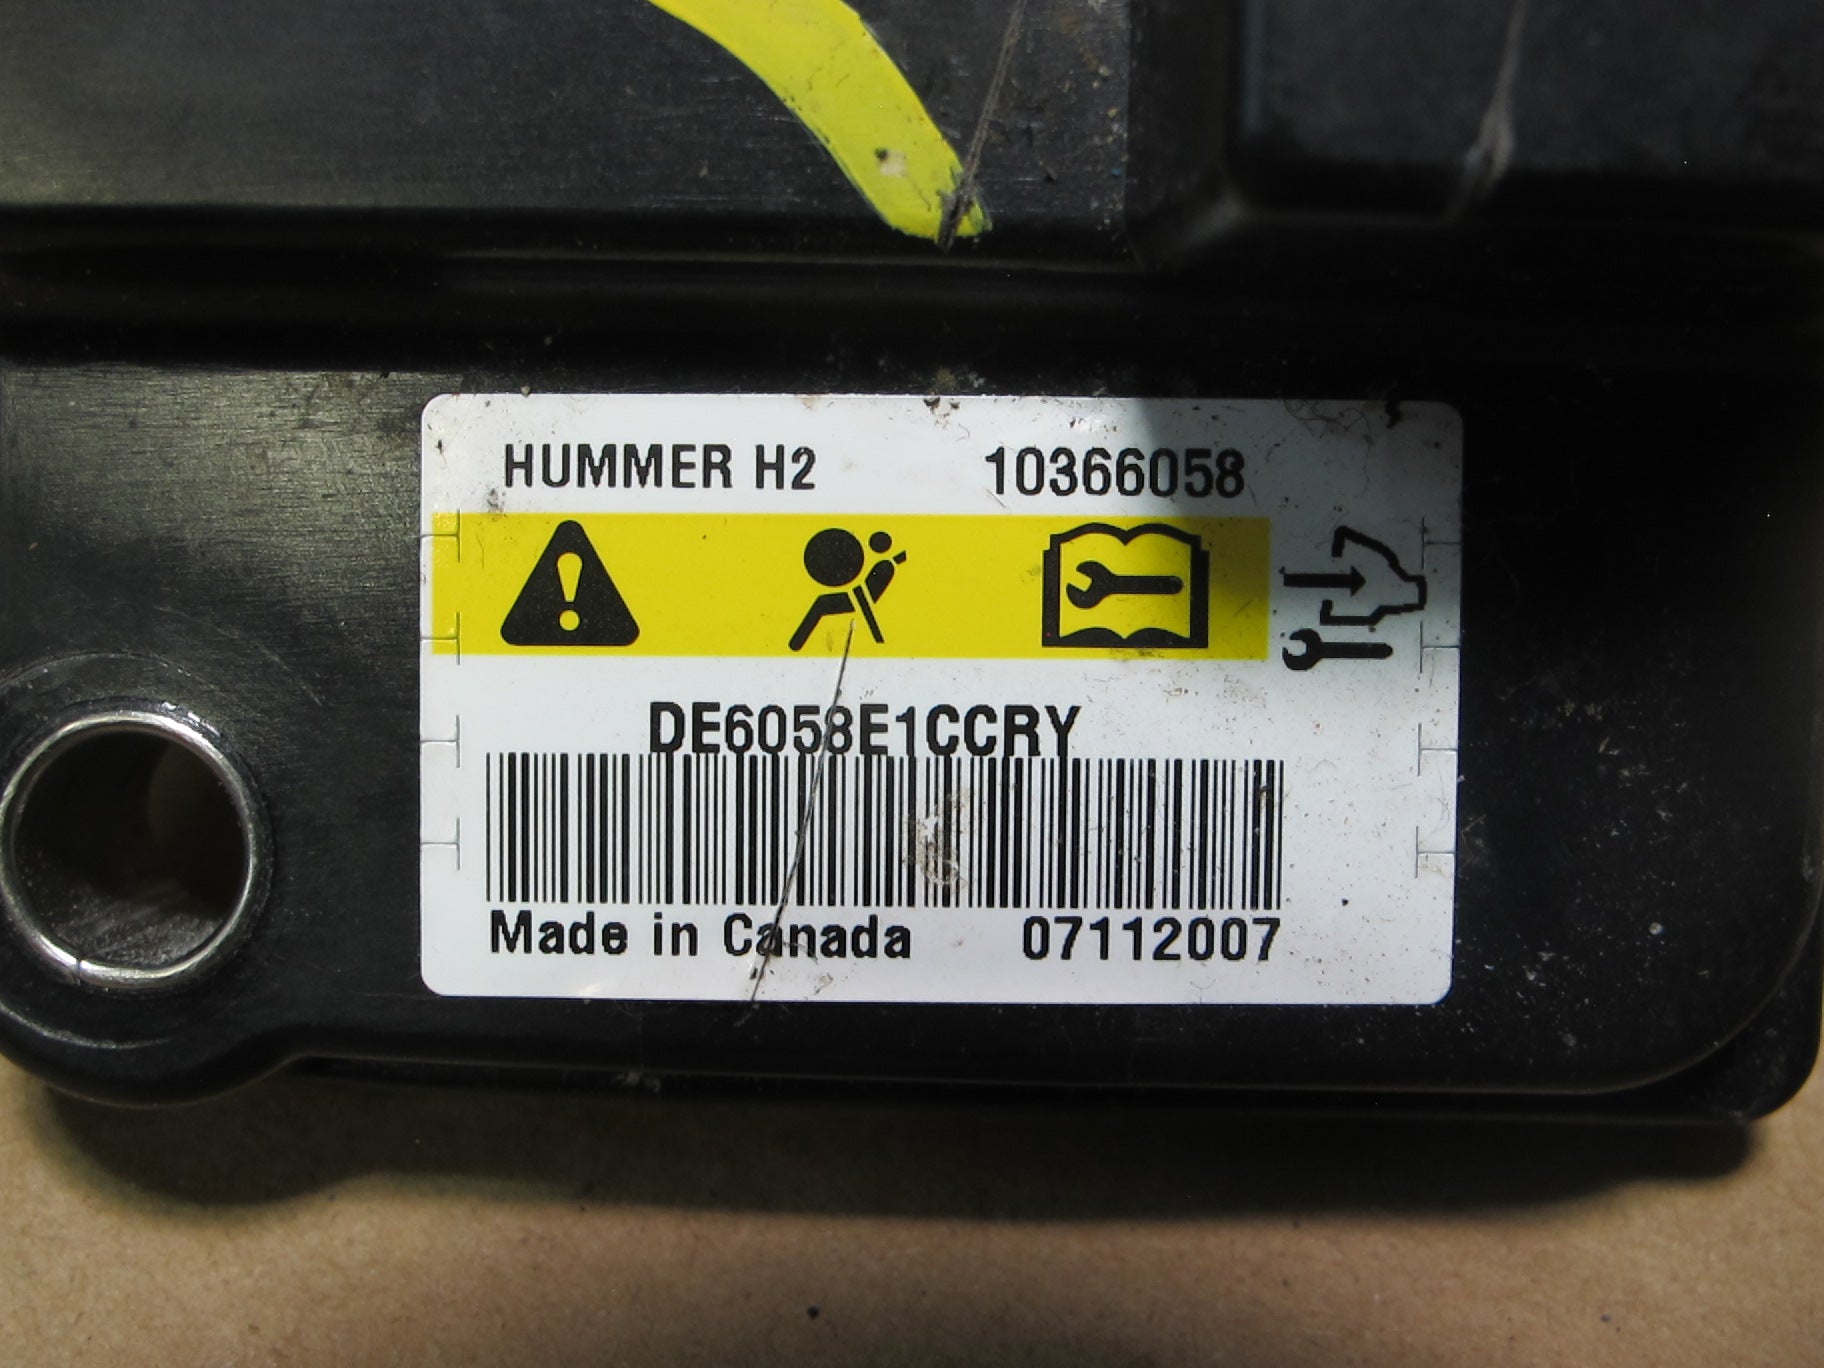 HUMMER H2 10366058
DE6058E1CCRY
Made in Canada 07112007